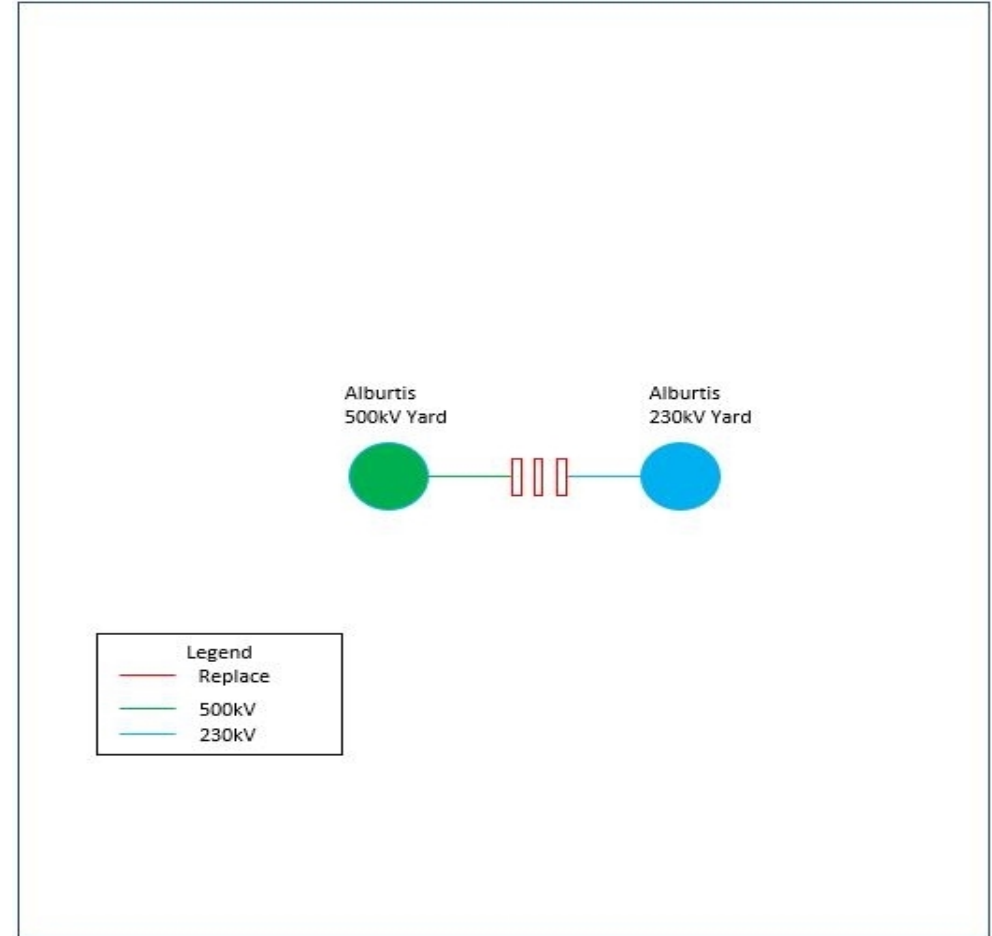 Alburtis
500kV Yard
Alburtis
230kV Yard
Legend
Replace
500kV
230kV